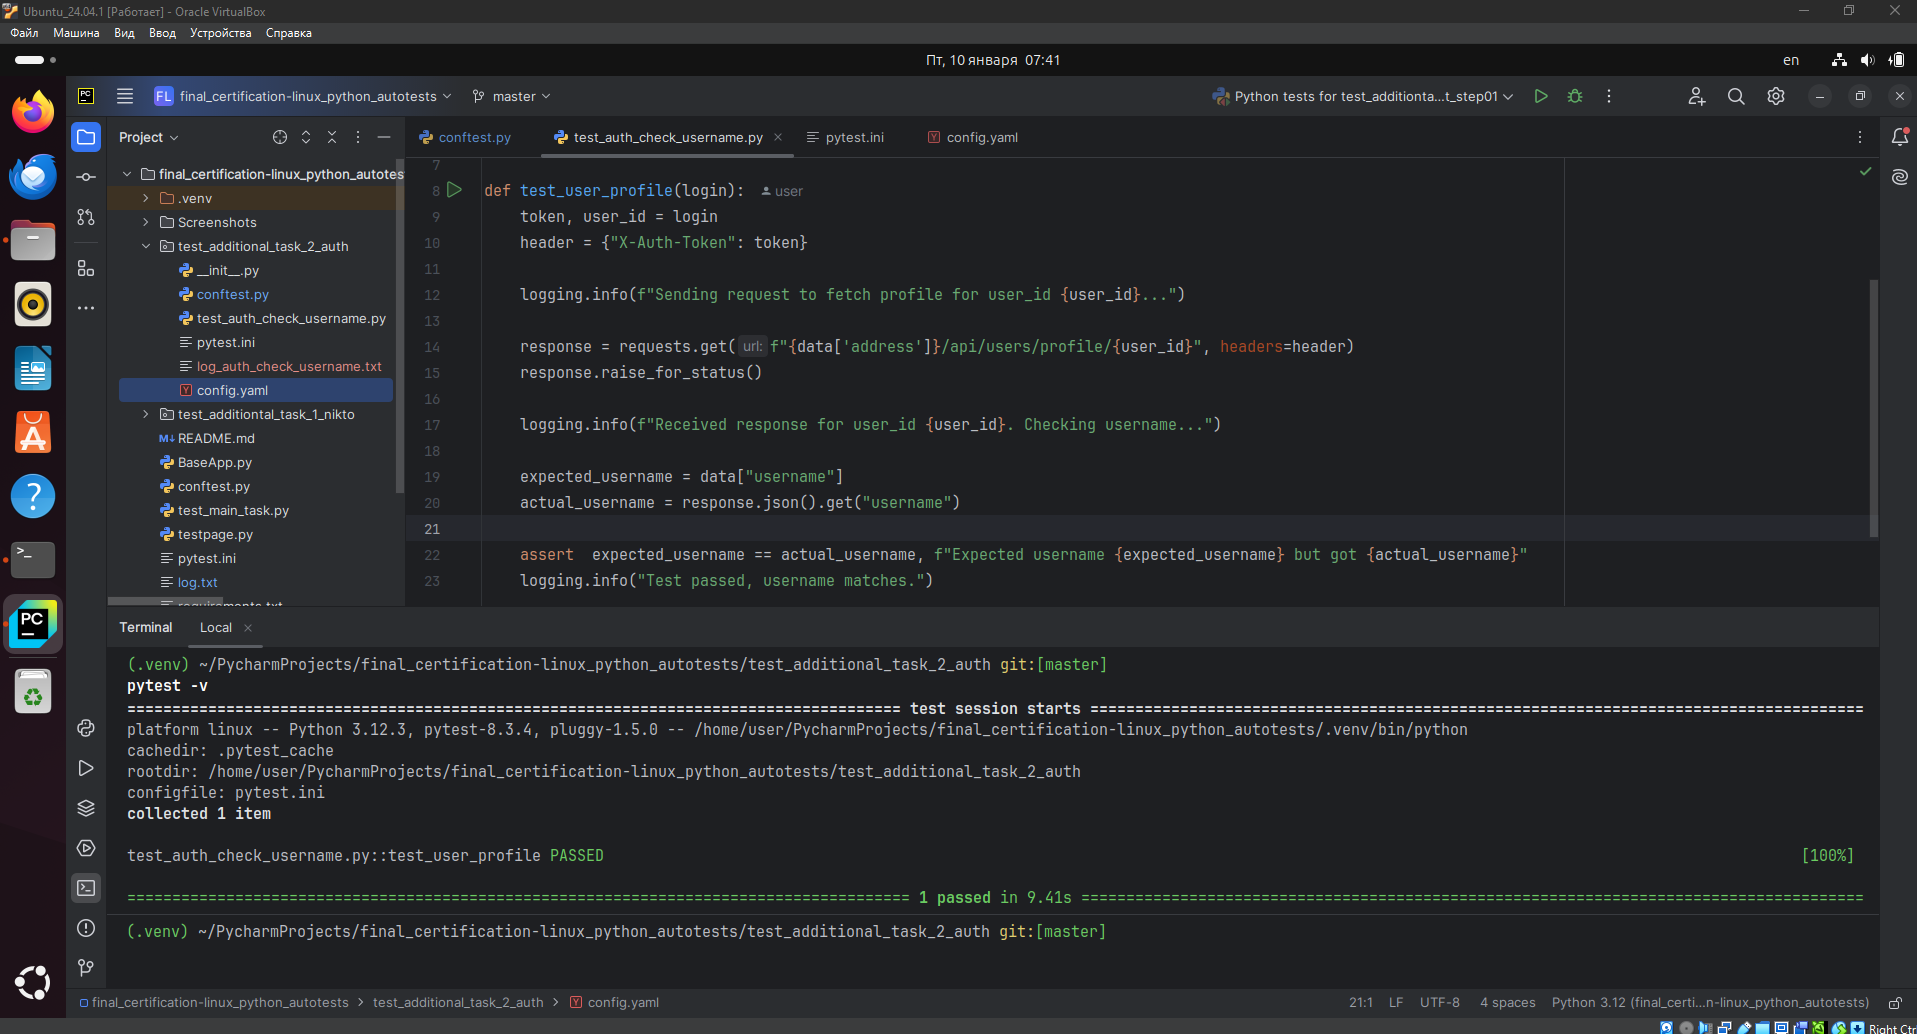 Ubuntu_24.04.1 [Работает] - Oracle VirtualBox
Файл Машина Вид Ввод Устройства Справка
Пт, 10 января 07:41
en
PC
FL final_certification-linux_python_autotests master
Python tests for test_additionta...t_step01
Project
conftest.py test_auth_check_username.py pytest.ini config.yaml
final_certification-linux_python_autotes
.venv
Screenshots
test_additional_task_2_auth
__init__.py
conftest.py
test_auth_check_username.py
pytest.ini
log_auth_check_username.txt
config.yaml
test_additiontal_task_1_nikto
M↓ README.md
BaseApp.py
conftest.py
test_main_task.py
testpage.py
pytest.ini
log.txt
requirements.txt
7
8 def test_user_profile(login): user
9 token, user_id = login
10 header = {"X-Auth-Token": token}
11
12 logging.info(f"Sending request to fetch profile for user_id {user_id}...")
13
14 response = requests.get( url: f"{data['address']}/api/users/profile/{user_id}", headers=header)
15 response.raise_for_status()
16
17 logging.info(f"Received response for user_id {user_id}. Checking username...")
18
19 expected_username = data["username"]
20 actual_username = response.json().get("username")
21
22 assert  expected_username == actual_username, f"Expected username {expected_username} but got {actual_username}"
23 logging.info("Test passed, username matches.")
Terminal Local
(.venv) ~/PycharmProjects/final_certification-linux_python_autotests/test_additional_task_2_auth git:[master]
pytest -v
====================================================================================== test session starts ======================================================================================
platform linux -- Python 3.12.3, pytest-8.3.4, pluggy-1.5.0 -- /home/user/PycharmProjects/final_certification-linux_python_autotests/.venv/bin/python
cachedir: .pytest_cache
rootdir: /home/user/PycharmProjects/final_certification-linux_python_autotests/test_additional_task_2_auth
configfile: pytest.ini
collected 1 item
test_auth_check_username.py::test_user_profile PASSED [100%]
======================================================================================= 1 passed in 9.41s =======================================================================================
(.venv) ~/PycharmProjects/final_certification-linux_python_autotests/test_additional_task_2_auth git:[master]
PC
final_certification-linux_python_autotests > test_additional_task_2_auth > config.yaml
21:1 LF UTF-8 4 spaces Python 3.12 (final_certi...n-linux_python_autotests)
Right Ctr